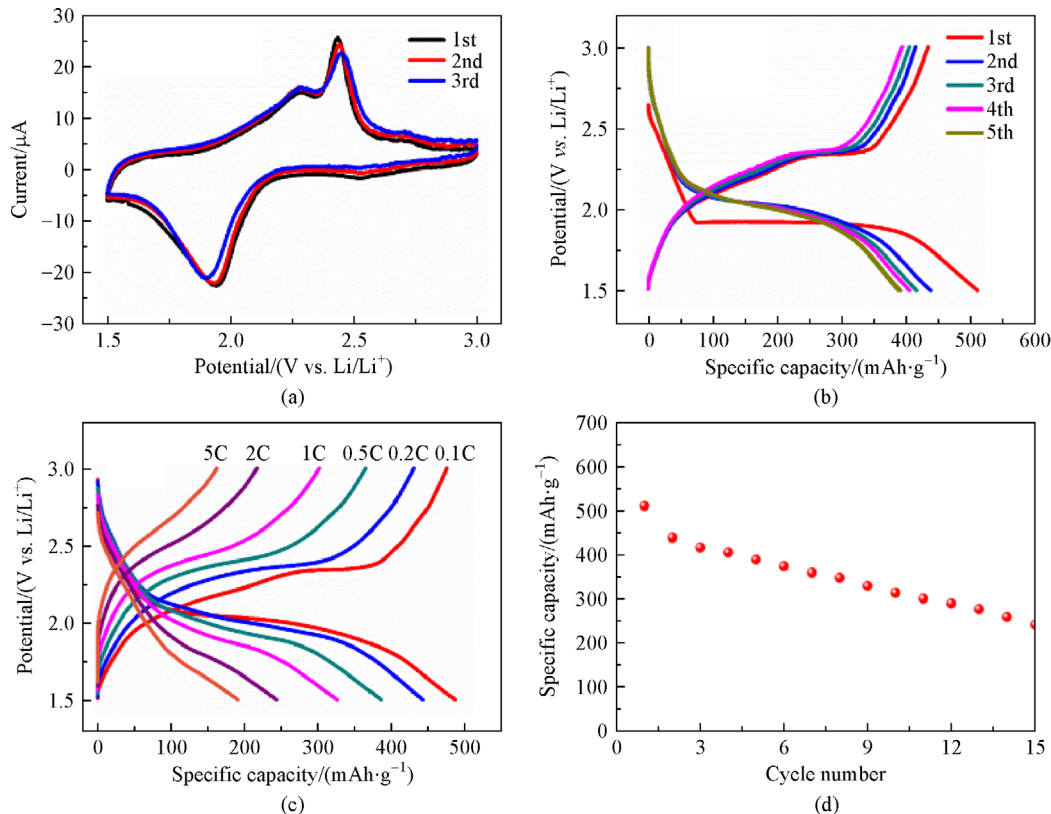 30
20
10
0
−10
−20
−30
1.5
2.0
2.5
3.0
Current/μA
Potential/(V vs. Li/Li⁺)
1st
2nd
3rd
(a)
3.0
2.5
2.0
1.5
0
100
200
300
400
500
600
Potential/(V vs. Li/Li⁺)
Specific capacity/(mAh·g⁻¹)
1st
2nd
3rd
4th
5th
(b)
5C 2C 1C 0.5C 0.2C 0.1C
3.0
2.5
2.0
1.5
0
100
200
300
400
500
Potential/(V vs. Li/Li⁺)
Specific capacity/(mAh·g⁻¹)
(c)
700
600
500
400
300
200
100
0
0
3
6
9
12
15
Specific capacity/(mAh·g⁻¹)
Cycle number
(d)